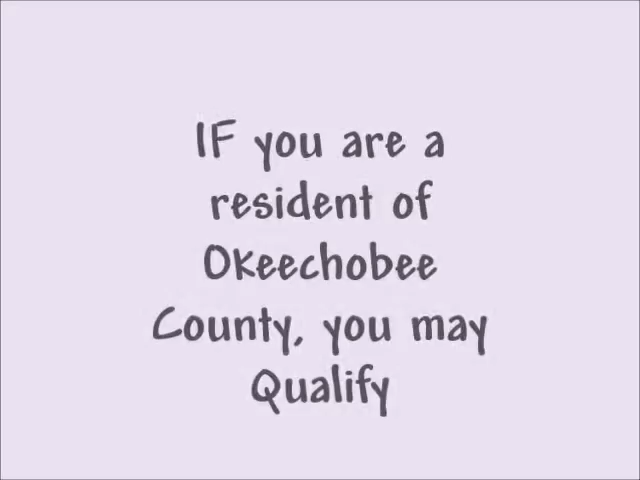 IF you are a
resident of
Okeechobee
County, you may
Qualify